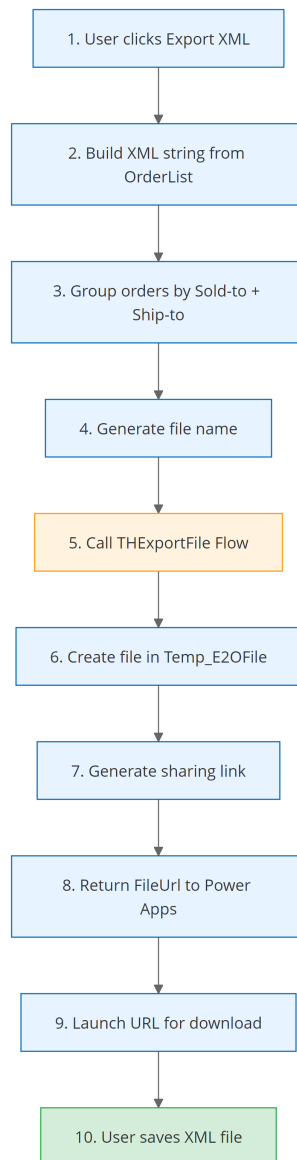 1. User clicks Export XML
2. Build XML string from
OrderList
3. Group orders by Sold-to +
Ship-to
4. Generate file name
5. Call THExportFile Flow
6. Create file in Temp_E2OFile
7. Generate sharing link
8. Return FileUrl to Power
Apps
9. Launch URL for download
10. User saves XML file